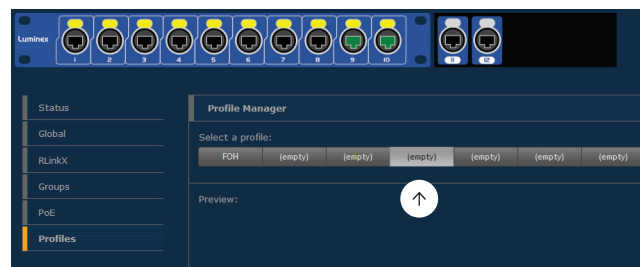 Luminex
1 2 3 4 5 6 7 8 9 10 11 12
Status
Global
RLinkX
Groups
PoE
Profiles
Profile Manager
Select a profile:
FOH (empty) (empty) (empty) (empty) (empty) (empty)
Preview: